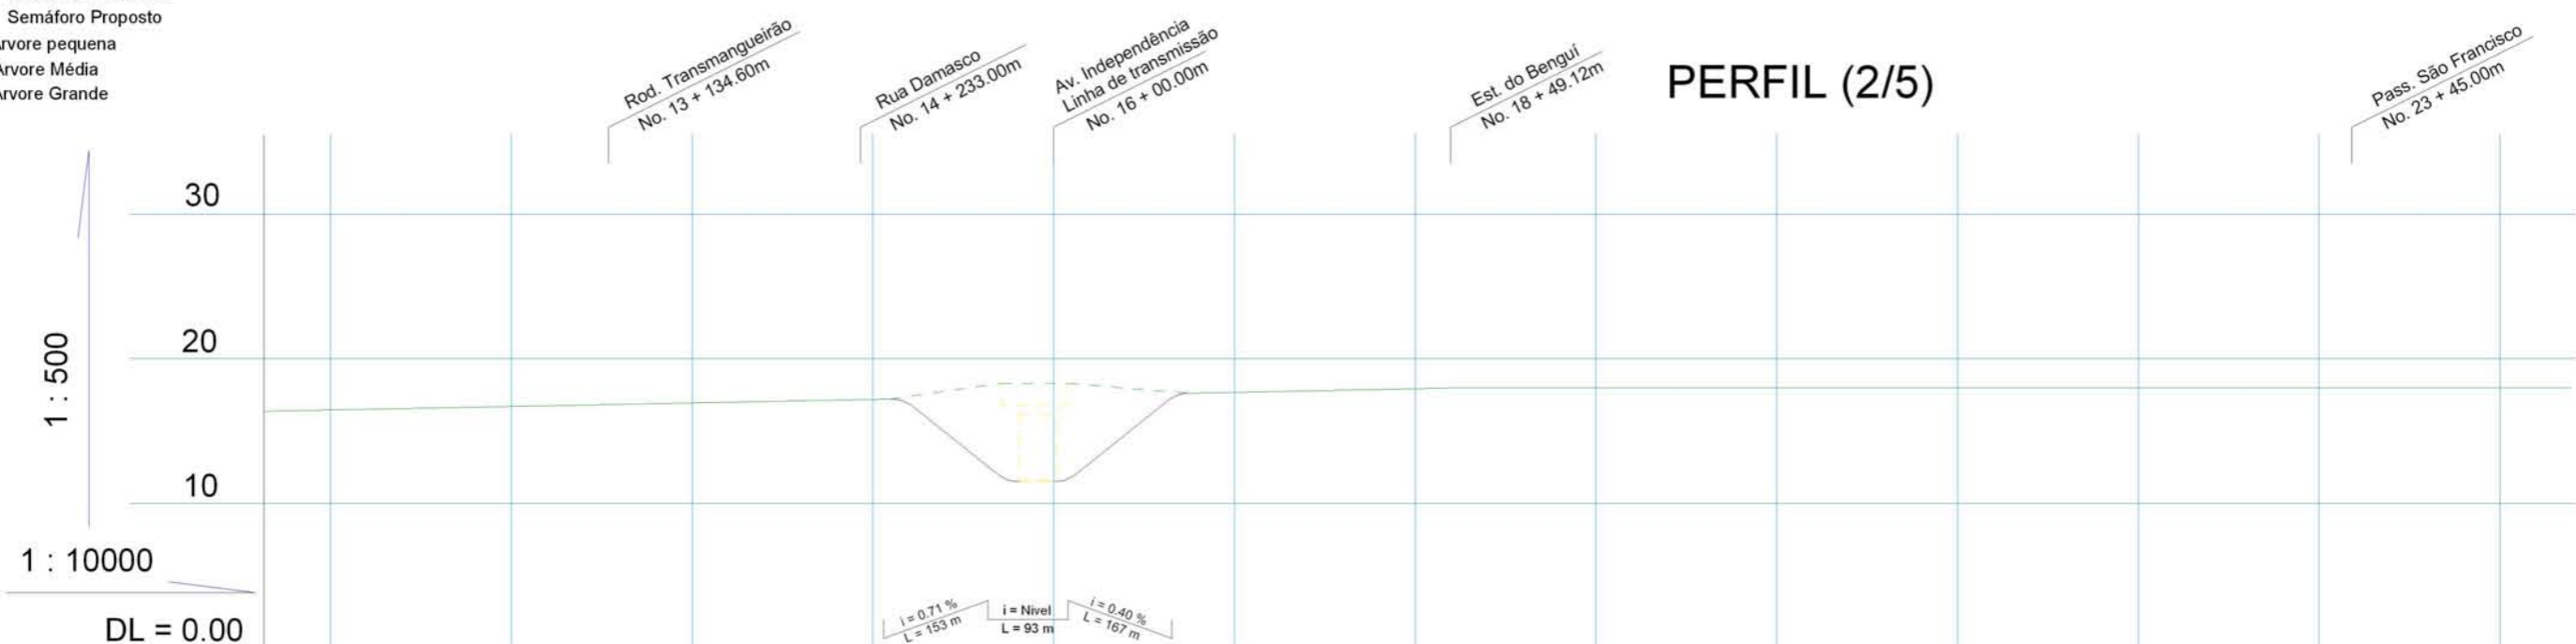 Semáforo Proposto
rvore pequena
Arvore Média
rvore Grande
Rod. Transmangueirão
No. 13 + 134.60m
Rua Damasco
No. 14 + 233.00m
Av. Independência
Linha de transmissão
No. 16 + 00.00m
Est. do Benguí
No. 18 + 49.12m
PERFIL (2/5)
Pass. São Francisco
No. 23 + 45.00m
30
20
10
1 : 500
1 : 10000
DL = 0.00
i = 0.71 %
L = 153 m
i = Nivel
L = 93 m
i = 0.40 %
L = 167 m